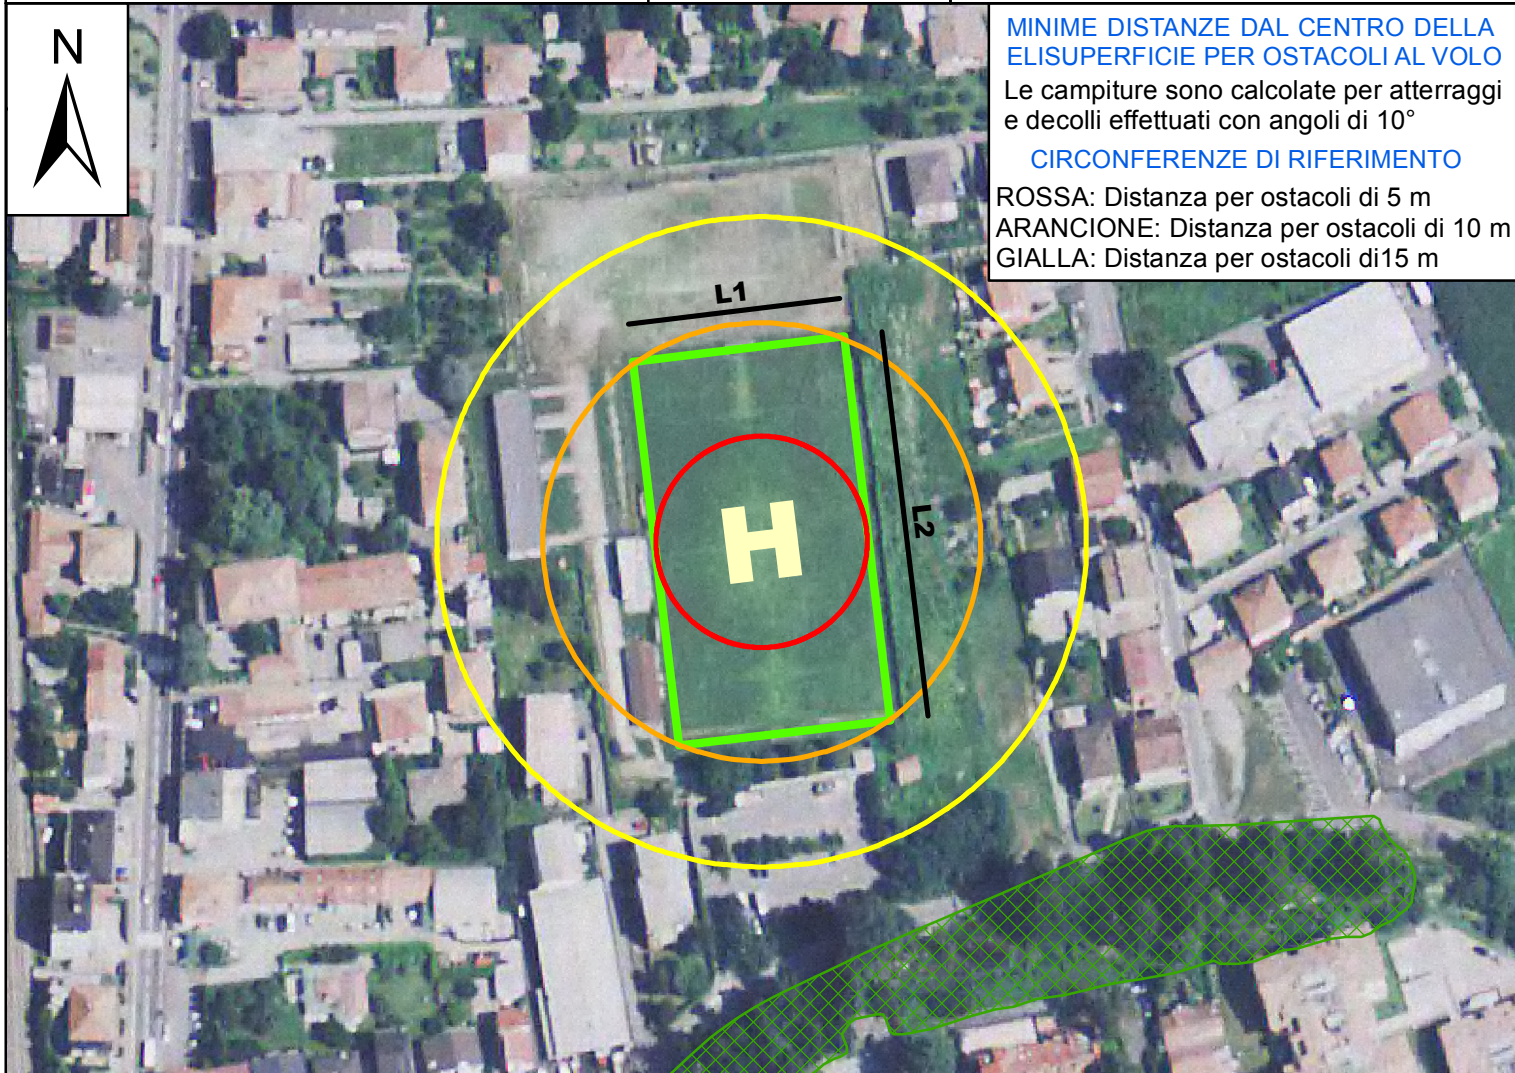 N
MINIME DISTANZE DAL CENTRO DELLA
ELISUPERFICIE PER OSTACOLI AL VOLO
Le campiture sono calcolate per atterraggi
e decolli effettuati con angoli di 10°
CIRCONFERENZE DI RIFERIMENTO
ROSSA: Distanza per ostacoli di 5 m
ARANCIONE: Distanza per ostacoli di 10 m
GIALLA: Distanza per ostacoli di15 m
L1
L2
H